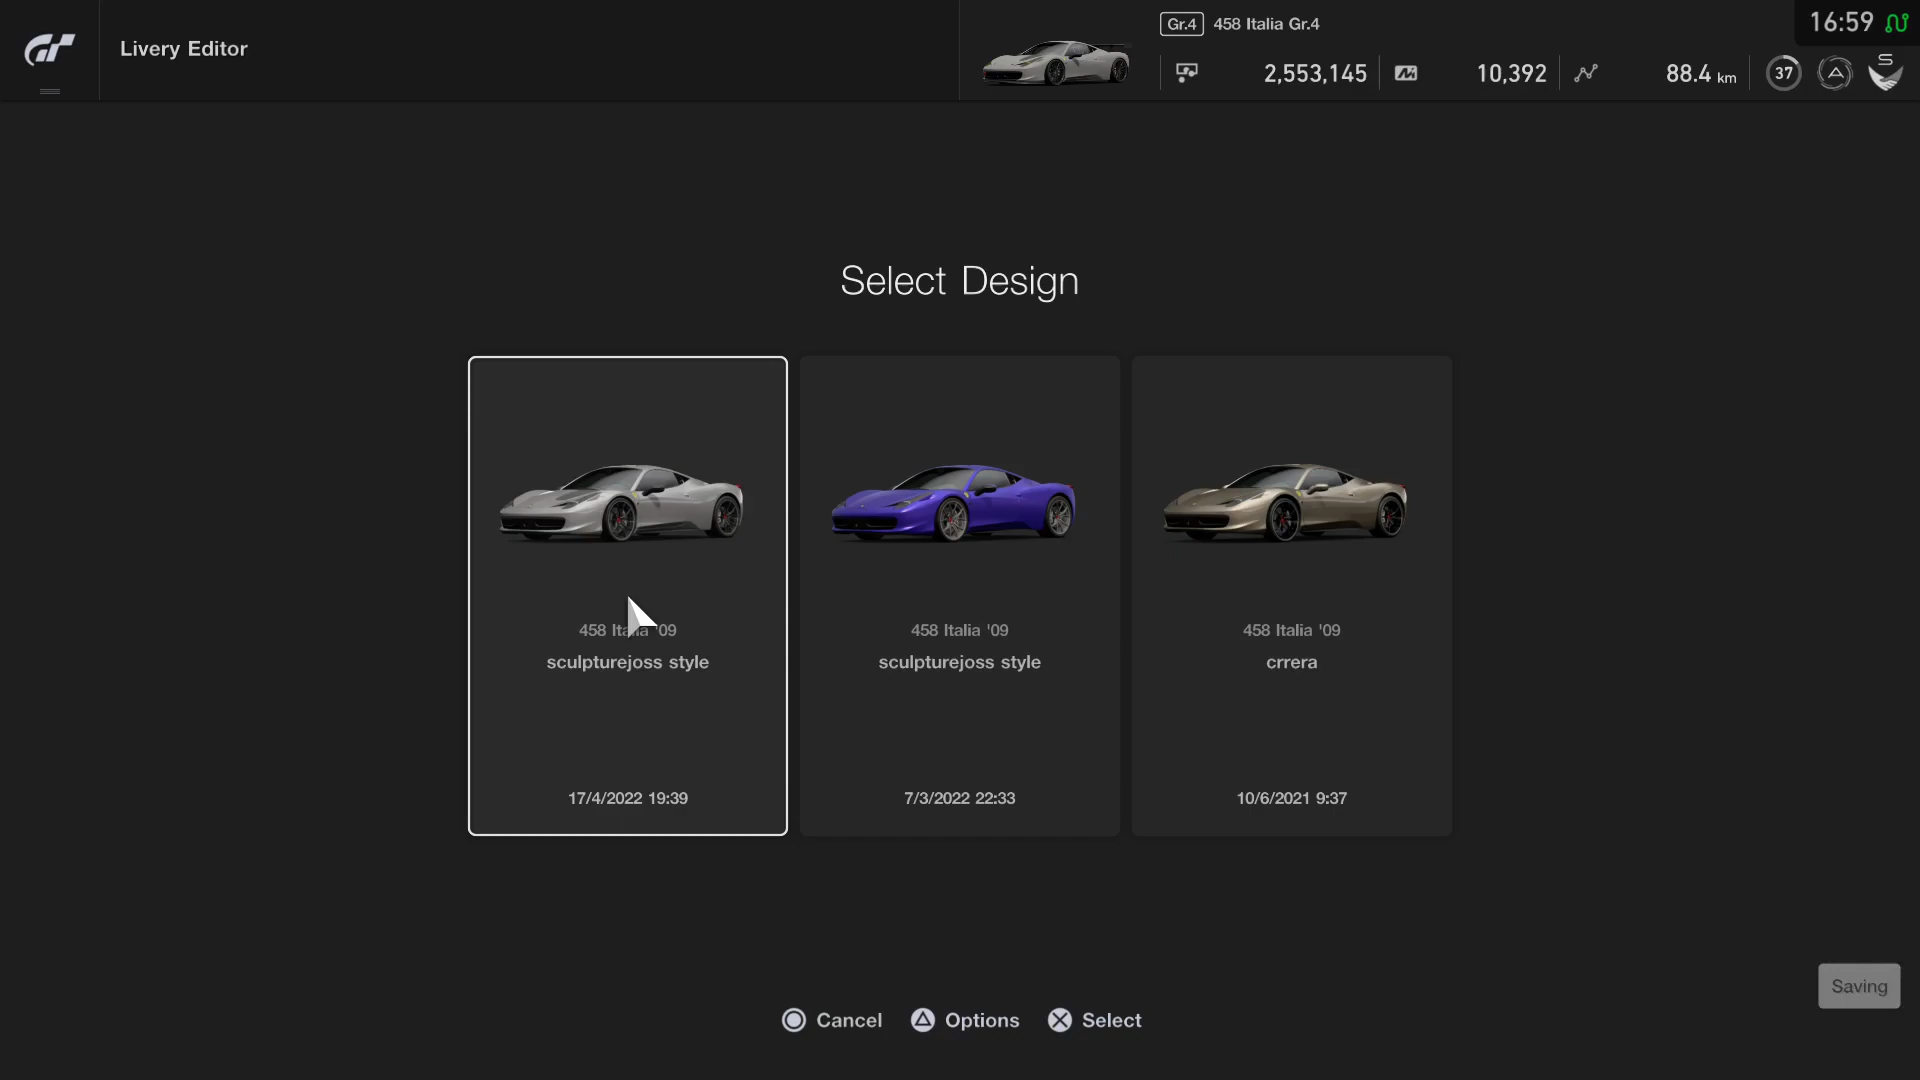 Livery Editor
Gr.4 458 Italia Gr.4
16:59
2,553,145
10,392
88.4 km
37
S
Select Design
458 Italia '09
sculpturejoss style
17/4/2022 19:39
458 Italia '09
sculpturejoss style
7/3/2022 22:33
458 Italia '09
crrera
10/6/2021 9:37
Saving
Cancel Options Select